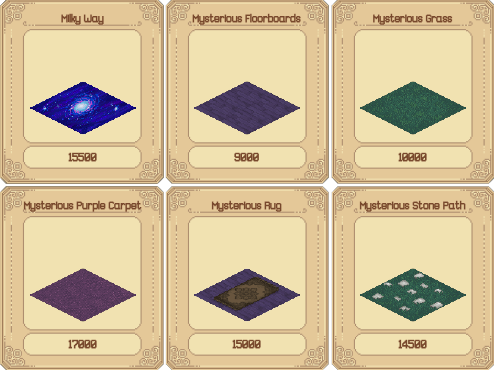 Milky Way
Mysterious Floorboards
Mysterious Grass
15500
9000
10000
Mysterious Purple Carpet
Mysterious Rug
Mysterious Stone Path
17000
15000
14500